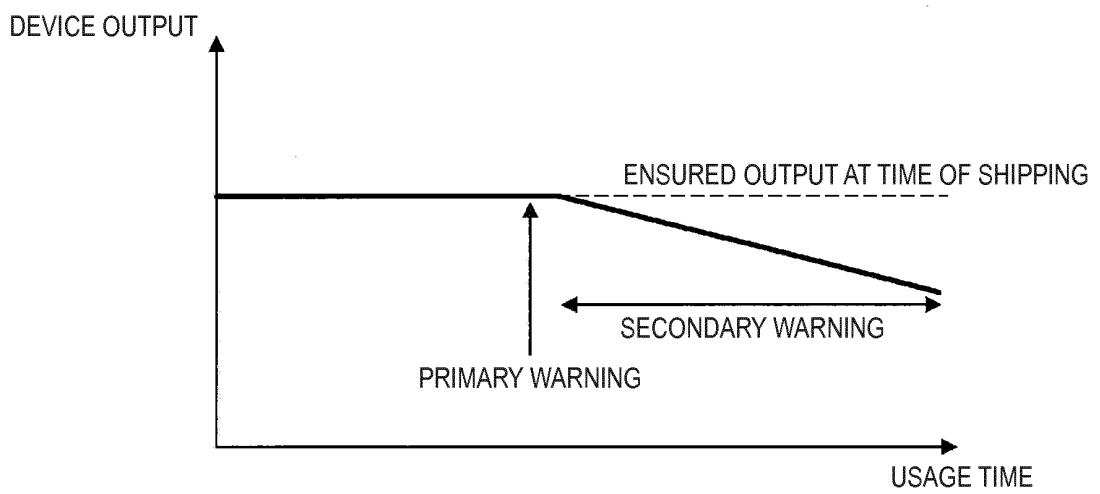 DEVICE OUTPUT
ENSURED OUTPUT AT TIME OF SHIPPING
SECONDARY WARNING
PRIMARY WARNING
USAGE TIME